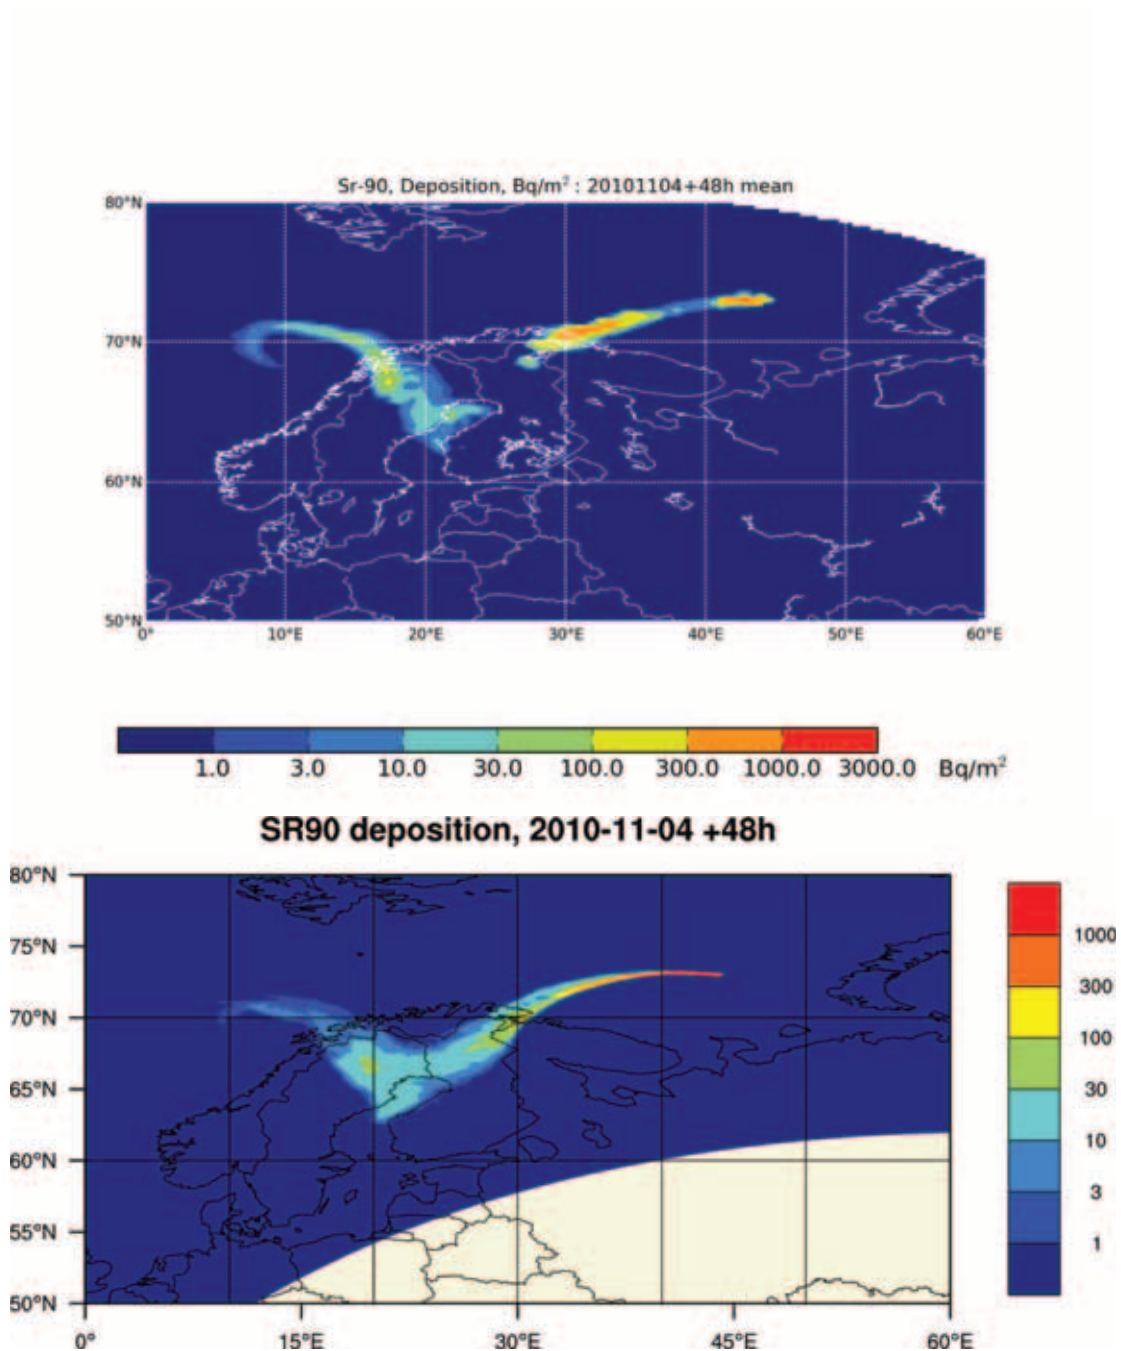 Sr-90, Deposition, Bq/m² : 20101104+48h mean
80°N
70°N
60°N
50°N
0° 10°E 20°E 30°E 40°E 50°E 60°E
1.0 3.0 10.0 30.0 100.0 300.0 1000.0 3000.0 Bq/m²
SR90 deposition, 2010-11-04 +48h
80°N
75°N
70°N
65°N
60°N
55°N
50°N
0° 15°E 30°E 45°E 60°E
1000
300
100
30
10
3
1